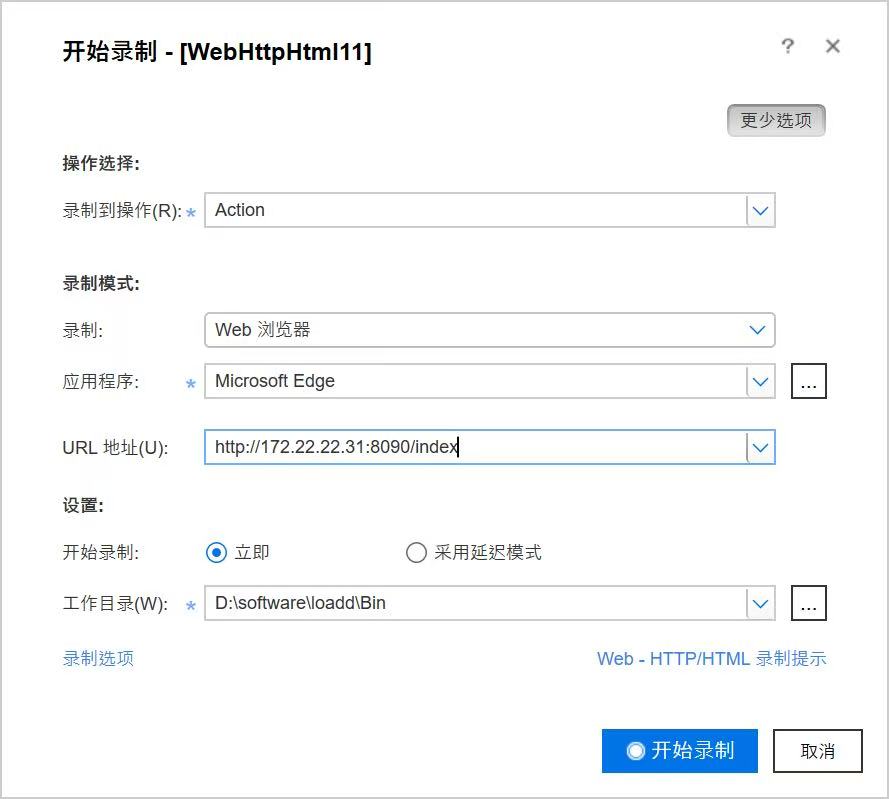 开始录制 - [WebHttpHtml11]
?
更少选项
操作选择:
录制到操作(R): * Action
录制模式:
录制: Web 浏览器
应用程序: * Microsoft Edge ...
URL 地址(U): http://172.22.22.31:8090/index
设置:
开始录制: 立即 采用延迟模式
工作目录(W): * D:\software\loadd\Bin ...
录制选项 Web - HTTP/HTML 录制提示
开始录制 取消